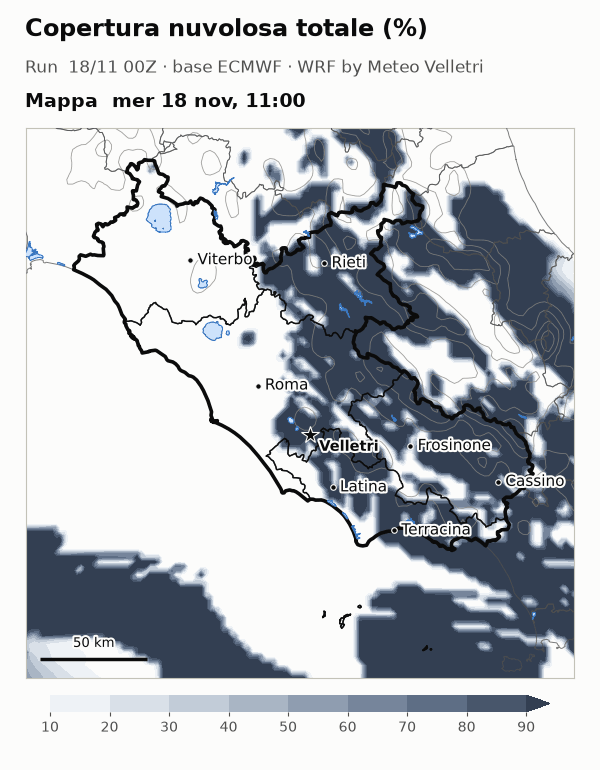 Copertura nuvolosa totale (%)
Run  18/11 00Z · base ECMWF · WRF by Meteo Velletri
Mappa  mer 18 nov, 11:00
Viterbo
Rieti
Roma
Velletri
Frosinone
Latina
Cassino
Terracina
50 km
10 20 30 40 50 60 70 80 90